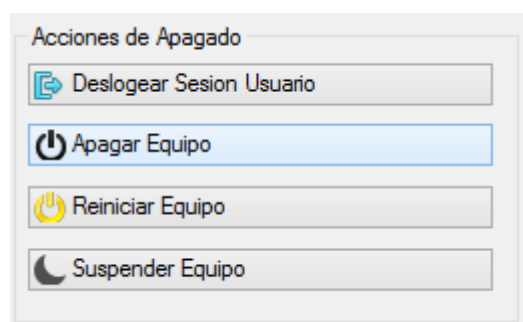 Acciones de Apagado
Deslogear Sesion Usuario
Apagar Equipo
Reiniciar Equipo
Suspender Equipo